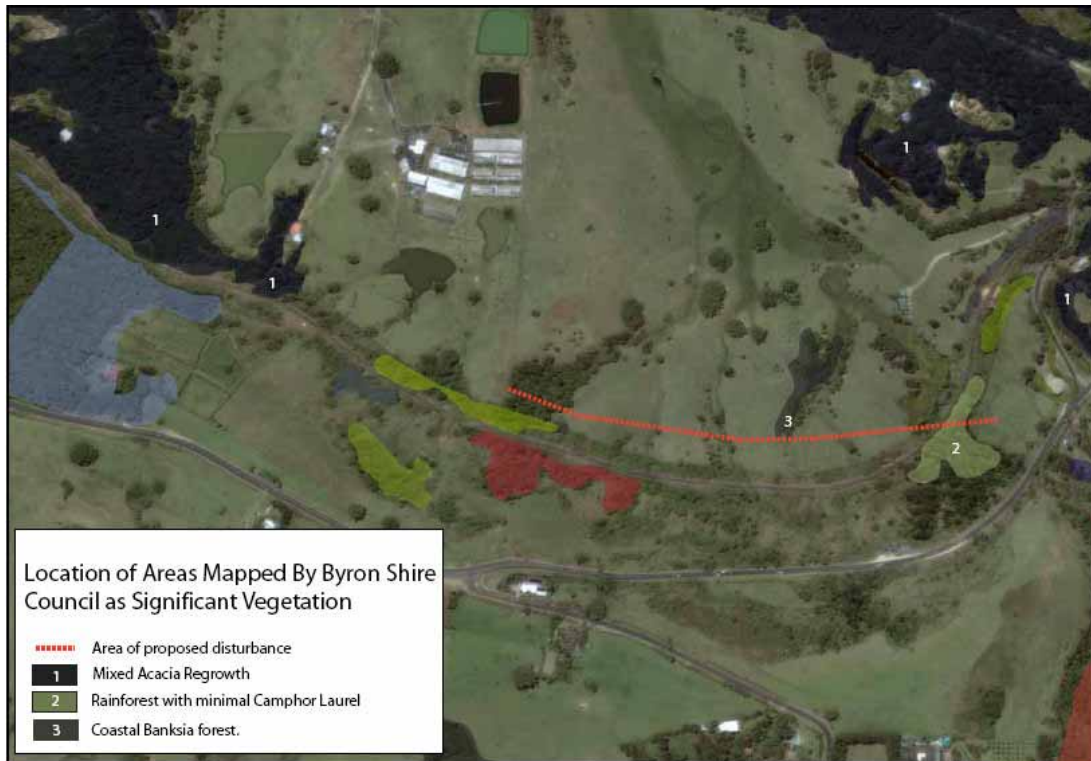 1
1
1
1
3
2
Location of Areas Mapped By Byron Shire
Council as Significant Vegetation
Area of proposed disturbance
1 Mixed Acacia Regrowth
2 Rainforest with minimal Camphor Laurel
3 Coastal Banksia forest.